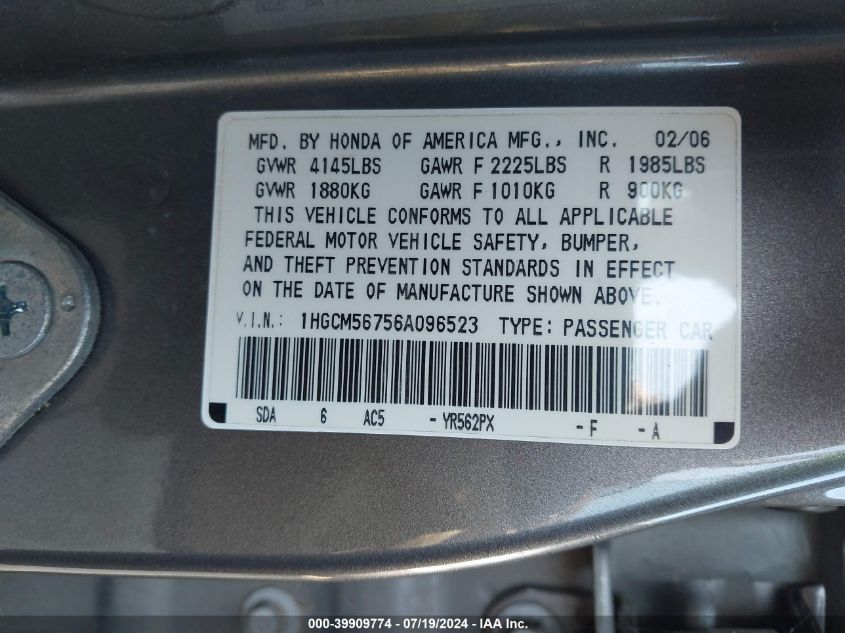 MFD. BY HONDA OF AMERICA MFG., INC. 02/06
GVWR 4145LBS GAWR F 2225LBS R 1985LBS
GVWR 1880KG GAWR F 1010KG R 900KG
THIS VEHICLE CONFORMS TO ALL APPLICABLE
FEDERAL MOTOR VEHICLE SAFETY, BUMPER,
AND THEFT PREVENTION STANDARDS IN EFFECT
ON THE DATE OF MANUFACTURE SHOWN ABOVE.
V.I.N.: 1HGCM56756A096523 TYPE: PASSENGER CAR
SDA 6 AC5 - YR562PX - F - A
000-39909774 - 07/19/2024 - IAA Inc.